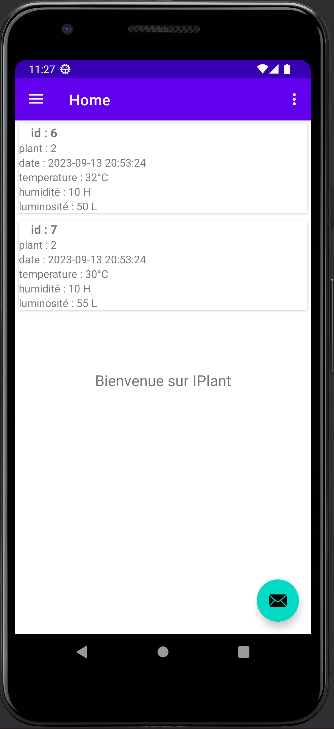 11:27
Home
id : 6
plant : 2
date : 2023-09-13 20:53:24
temperature : 32°C
humidité : 10 H
luminosité : 50 L
id : 7
plant : 2
date : 2023-09-13 20:53:24
temperature : 30°C
humidité : 10 H
luminosité : 55 L
Bienvenue sur IPlant